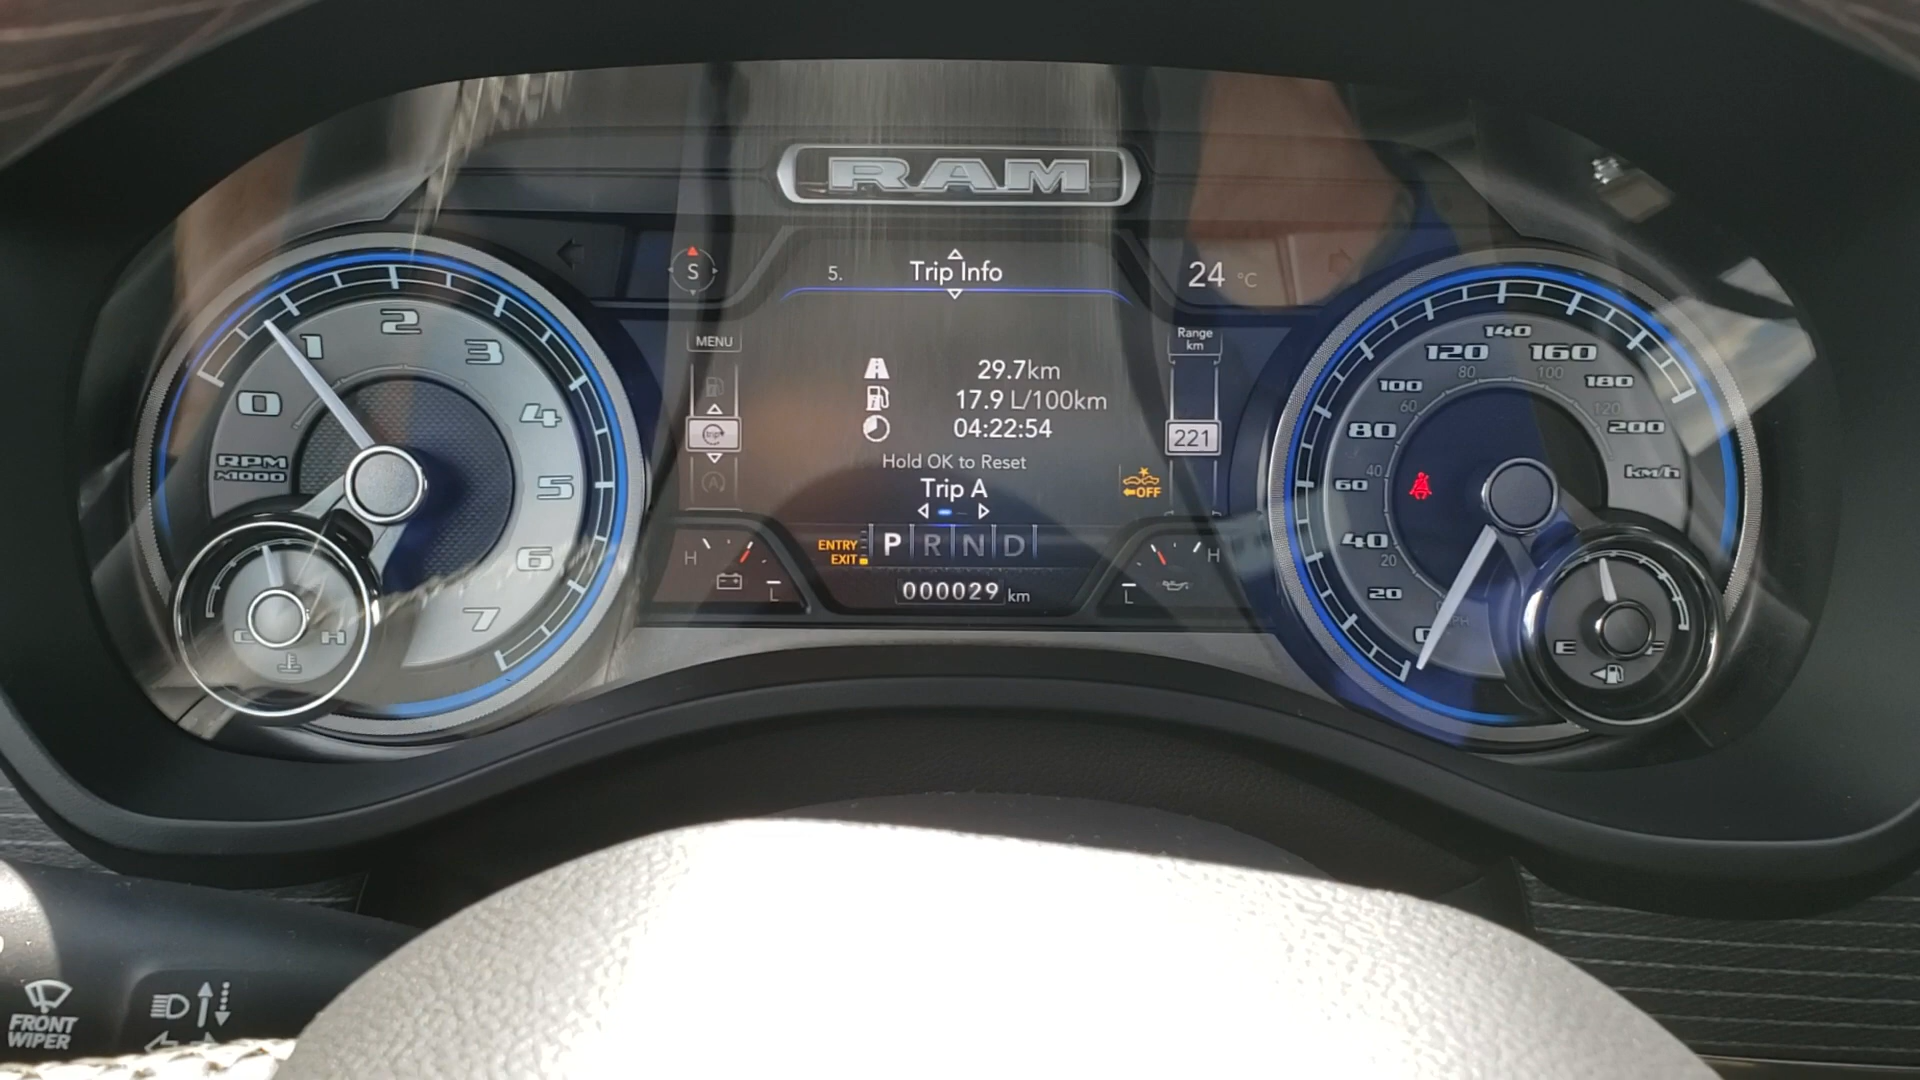 RAM
S
5.
Trip Info
24 °C
MENU
Range
km
29.7km
17.9 L/100km
04:22:54
221
Hold OK to Reset
Trip A
OFF
ENTRY
EXIT
P R N D
000029 km
H
L
H
L
0
1
2
3
4
5
6
7
RPM
X1000
H
0
20
40
60
80
100
120
140
160
180
200
km/h
20
40
60
80
100
120
E
F
FRONT
WIPER